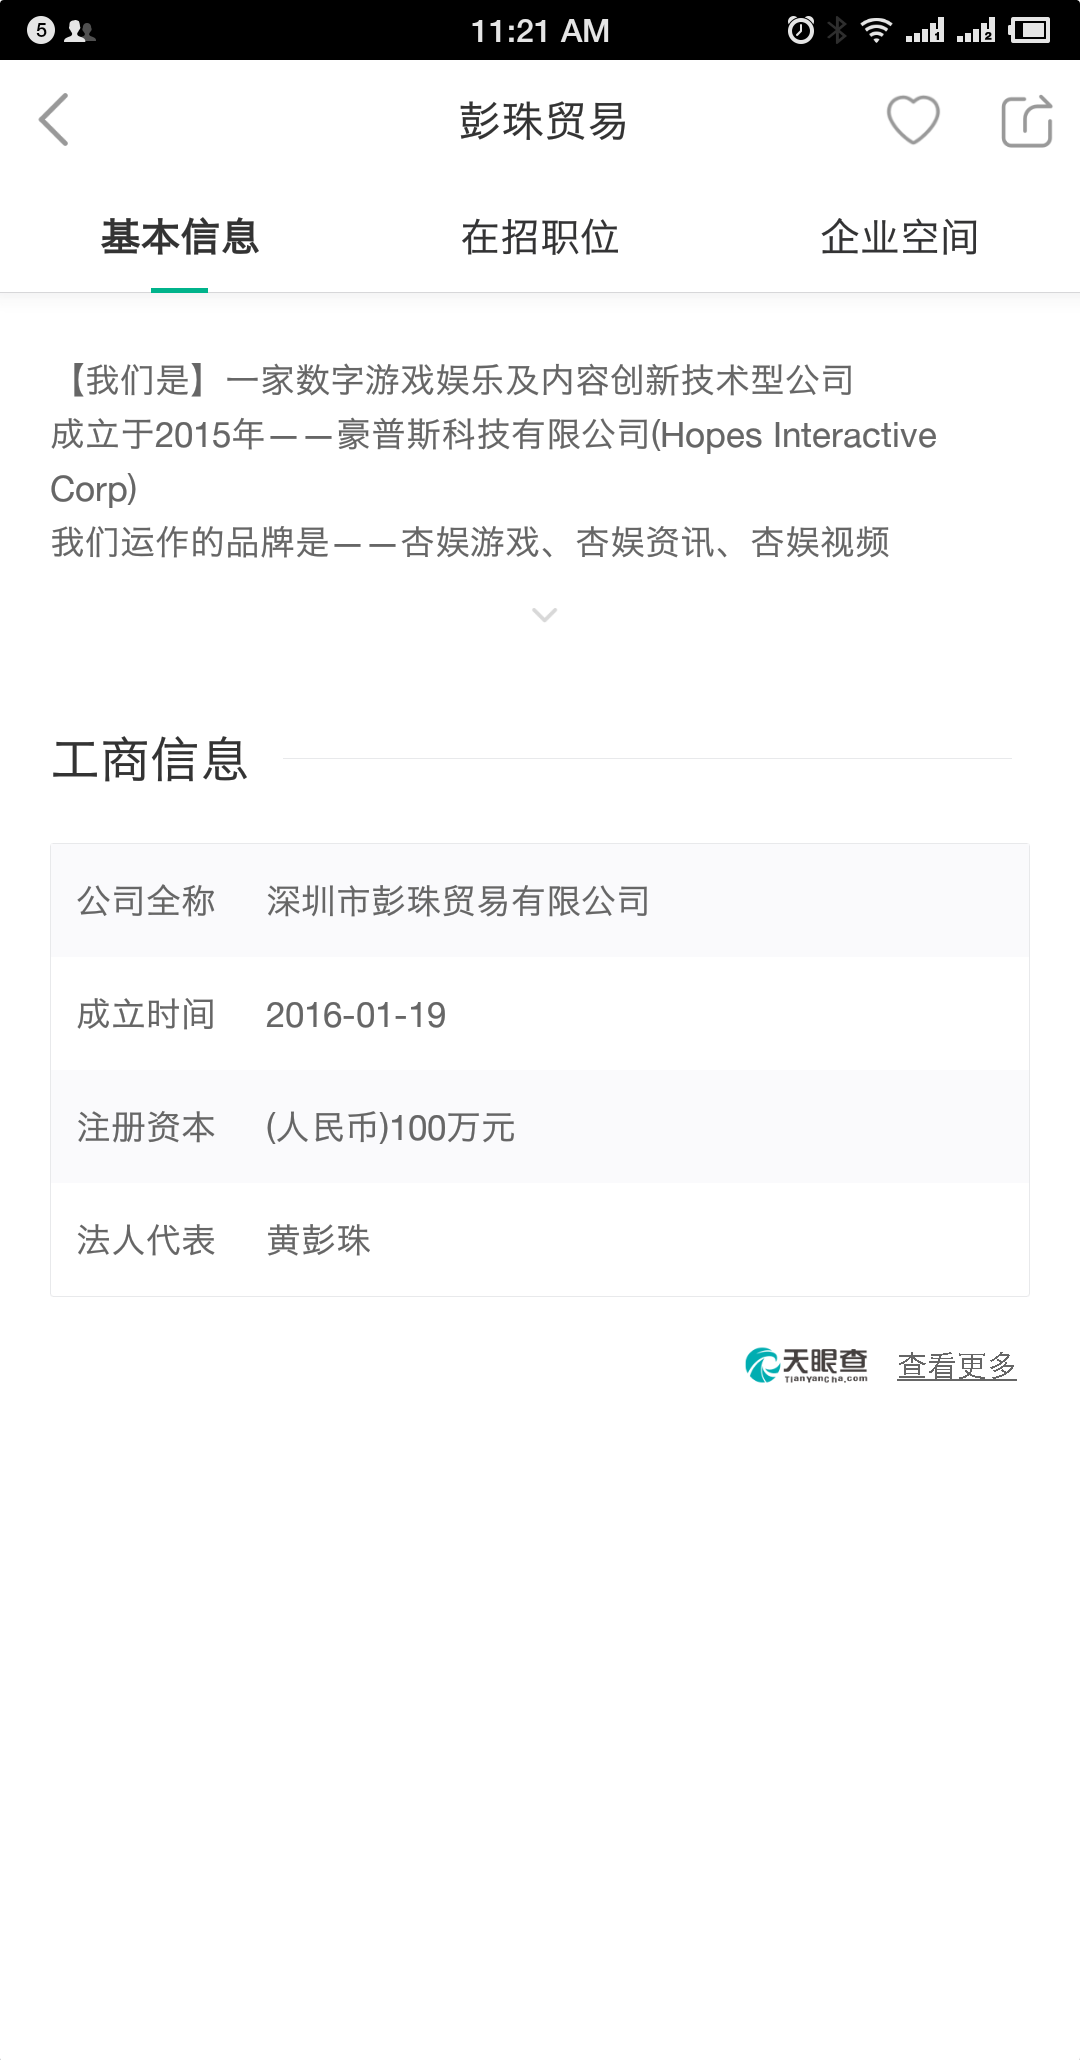 5
11:21 AM
1
2
彭珠贸易
基本信息
在招职位
企业空间
【我们是】一家数字游戏娱乐及内容创新技术型公司
成立于2015年——豪普斯科技有限公司(Hopes Interactive
Corp)
我们运作的品牌是——杏娱游戏、杏娱资讯、杏娱视频
工商信息
公司全称 深圳市彭珠贸易有限公司
成立时间 2016-01-19
注册资本 (人民币)100万元
法人代表 黄彭珠
天眼查
TianYanCha.com
查看更多